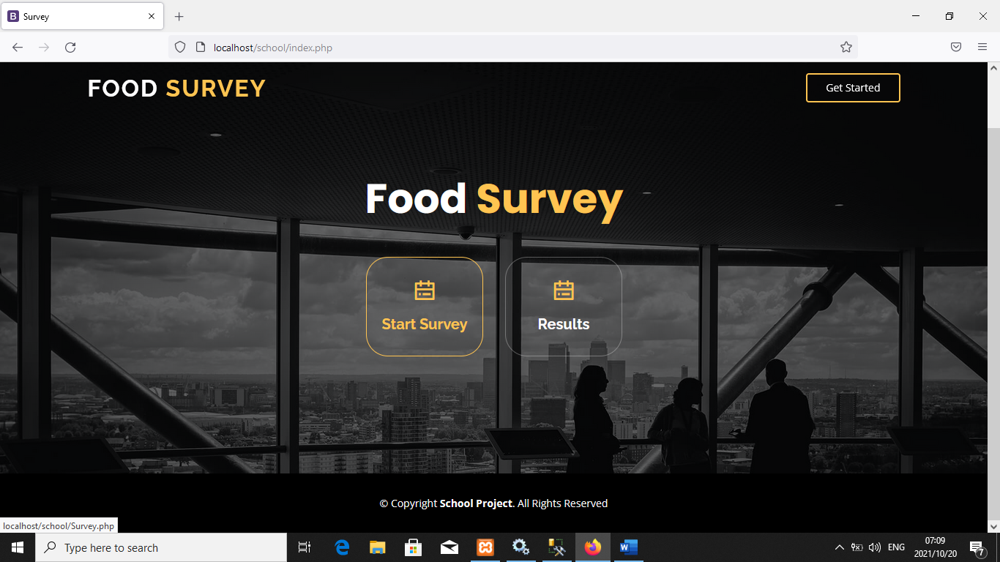 Survey
localhost/school/index.php
FOOD SURVEY
Get Started
Food Survey
Start Survey
Results
© Copyright School Project. All Rights Reserved
localhost/school/Survey.php
Type here to search
ENG
07:09
2021/10/20
7